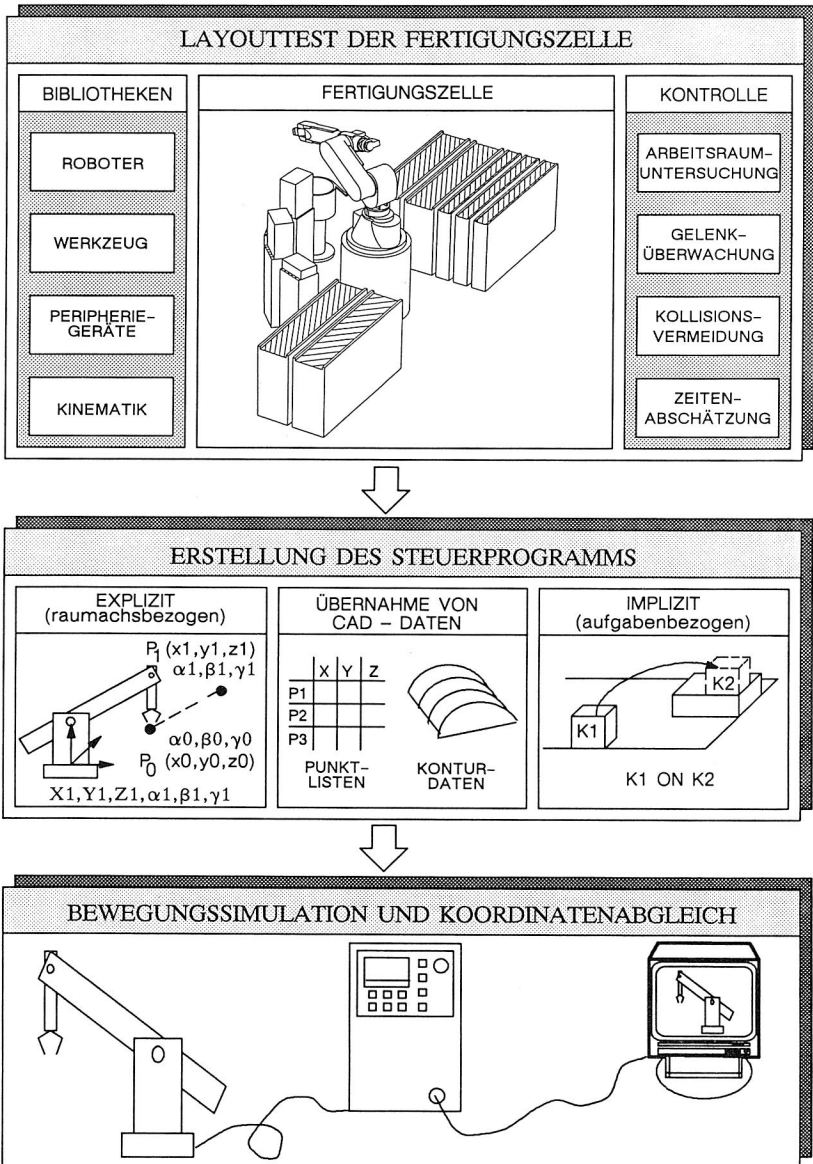 LAYOUTTEST DER FERTIGUNGSZELLE
BIBLIOTHEKEN
ROBOTER
WERKZEUG
PERIPHERIE-
GERÄTE
KINEMATIK
FERTIGUNGSZELLE
KONTROLLE
ARBEITSRAUM-
UNTERSUCHUNG
GELENK-
ÜBERWACHUNG
KOLLISIONS-
VERMEIDUNG
ZEITEN-
ABSCHÄTZUNG
ERSTELLUNG DES STEUERPROGRAMMS
EXPLIZIT
(raumachsbezogen)
P1 (x1,y1,z1)
α1,β1,γ1
α0,β0,γ0
P0 (x0,y0,z0)
X1,Y1,Z1,α1,β1,γ1
ÜBERNAHME VON
CAD – DATEN
X Y Z
P1
P2
P3
PUNKT-
LISTEN
KONTUR-
DATEN
IMPLIZIT
(aufgabenbezogen)
K2
K1
K1 ON K2
BEWEGUNGSSIMULATION UND KOORDINATENABGLEICH